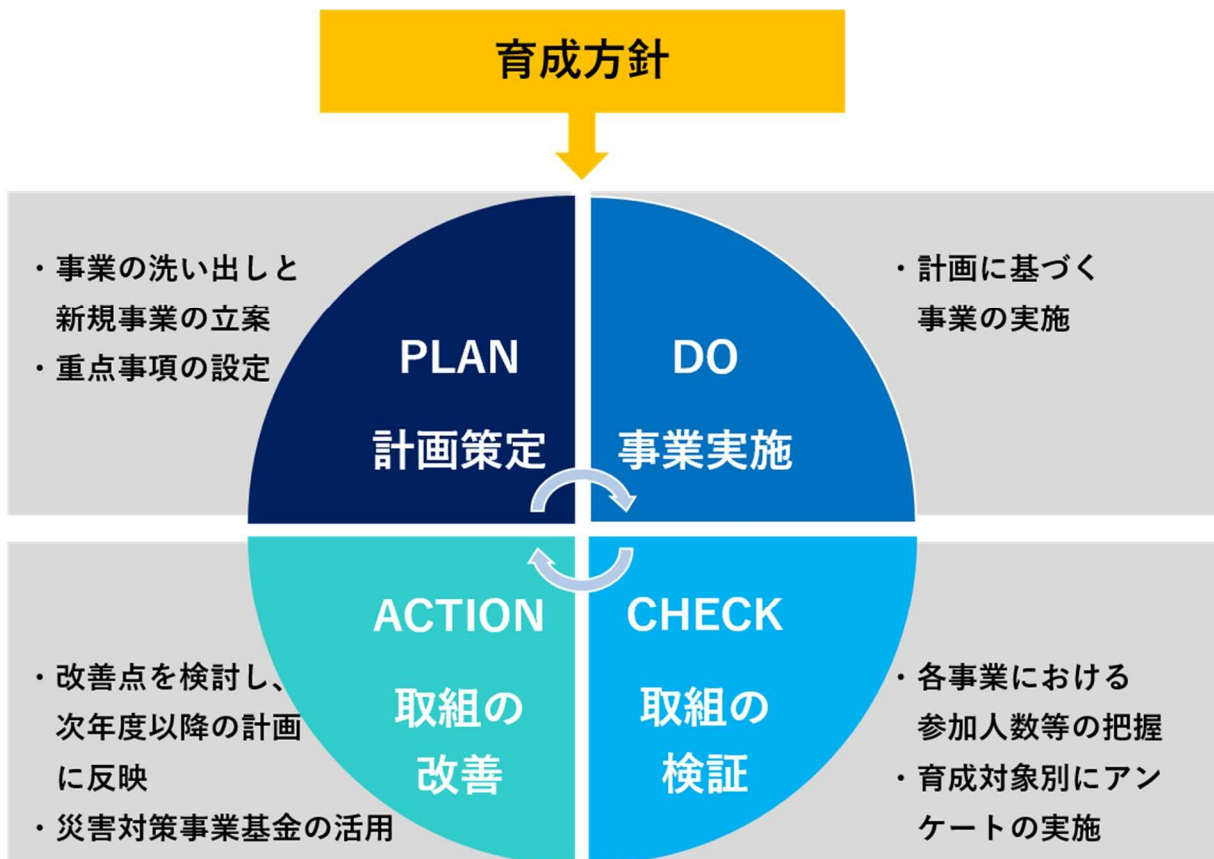 育成方針
・事業の洗い出しと
新規事業の立案
・重点事項の設定
PLAN
計画策定
DO
事業実施
・計画に基づく
事業の実施
・改善点を検討し、
次年度以降の計画
に反映
・災害対策事業基金の活用
ACTION
取組の
改善
CHECK
取組の
検証
・各事業における
参加人数等の把握
・育成対象別にアン
ケートの実施